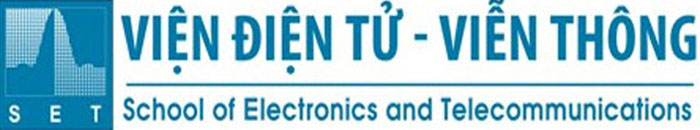 VIỆN ĐIỆN TỬ - VIỄN THÔNG
SET
School of Electronics and Telecommunications